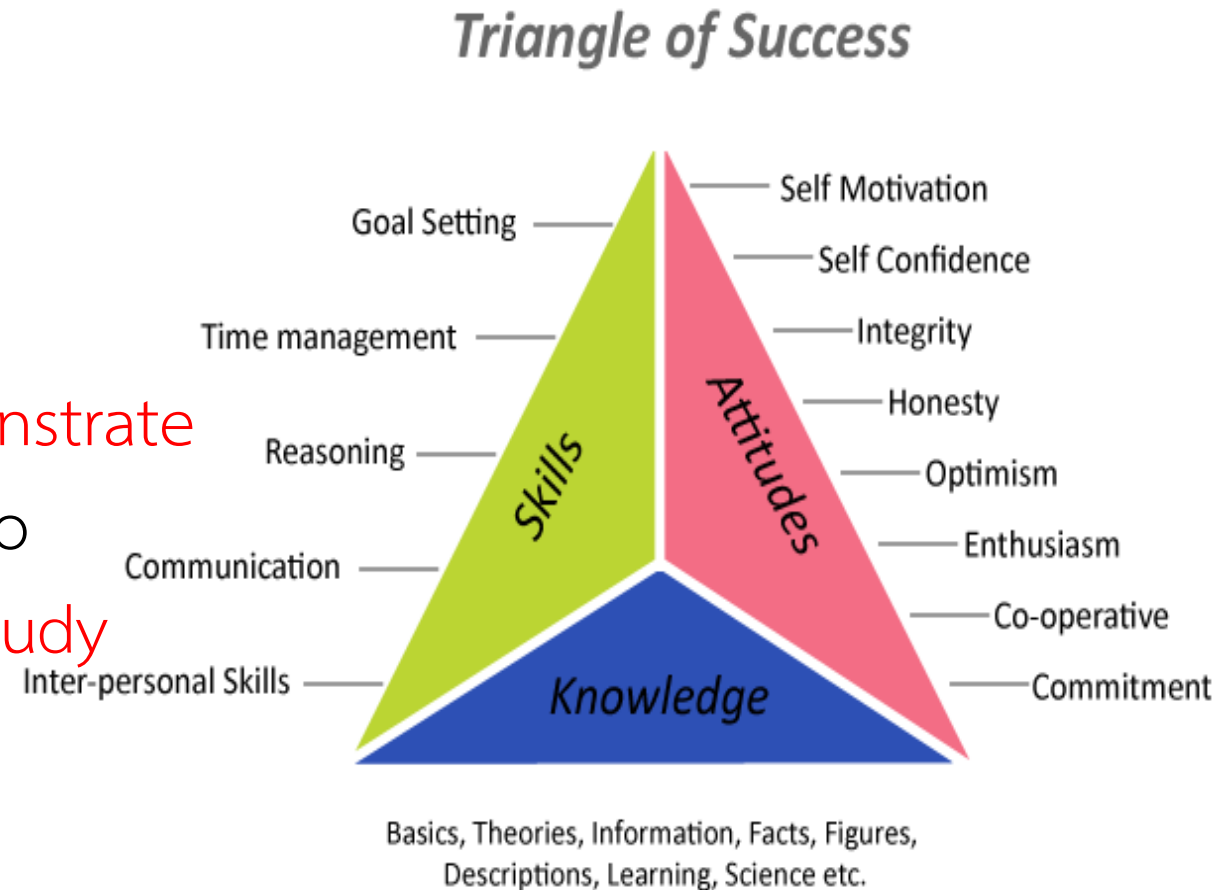 Triangle of Success
Goal Setting
Time management
Reasoning
Communication
Inter-personal Skills
Skills
Attitudes
Knowledge
Self Motivation
Self Confidence
Integrity
Honesty
Optimism
Enthusiasm
Co-operative
Commitment
nstrate
o
udy
Basics, Theories, Information, Facts, Figures,
Descriptions, Learning, Science etc.